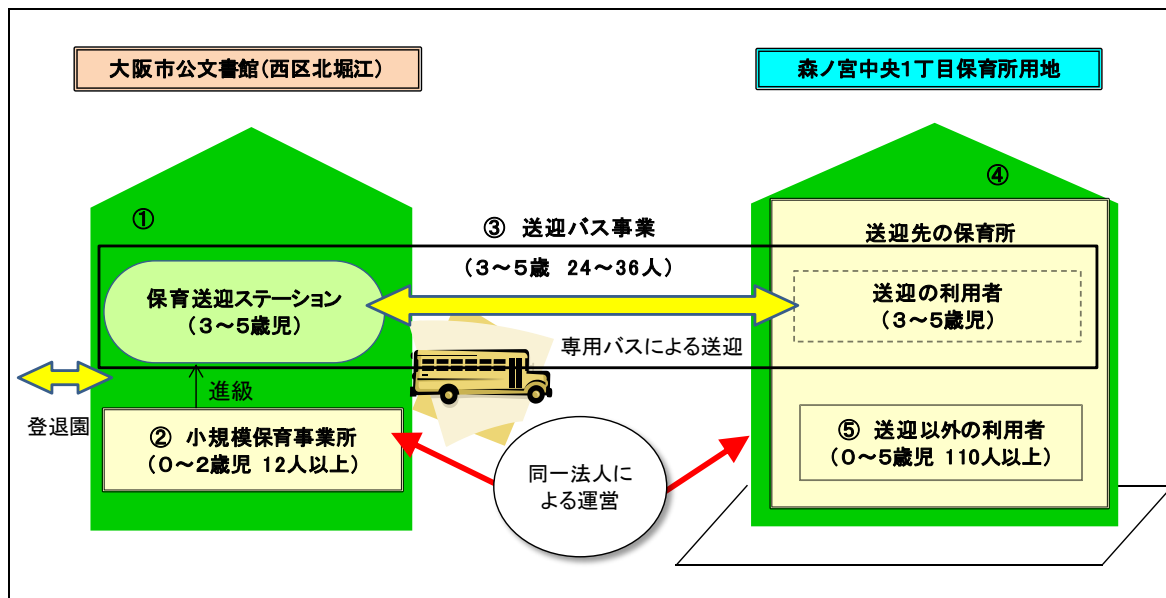 大阪市公文書館(西区北堀江)
森ノ宮中央1丁目保育所用地
①
④
③ 送迎バス事業
(3~5歳 24~36人)
送迎先の保育所
保育送迎ステーション
(3~5歳児)
送迎の利用者
(3~5歳児)
専用バスによる送迎
進級
登退園
② 小規模保育事業所
(0~2歳児 12人以上)
⑤ 送迎以外の利用者
(0~5歳児 110人以上)
同一法人に
よる運営